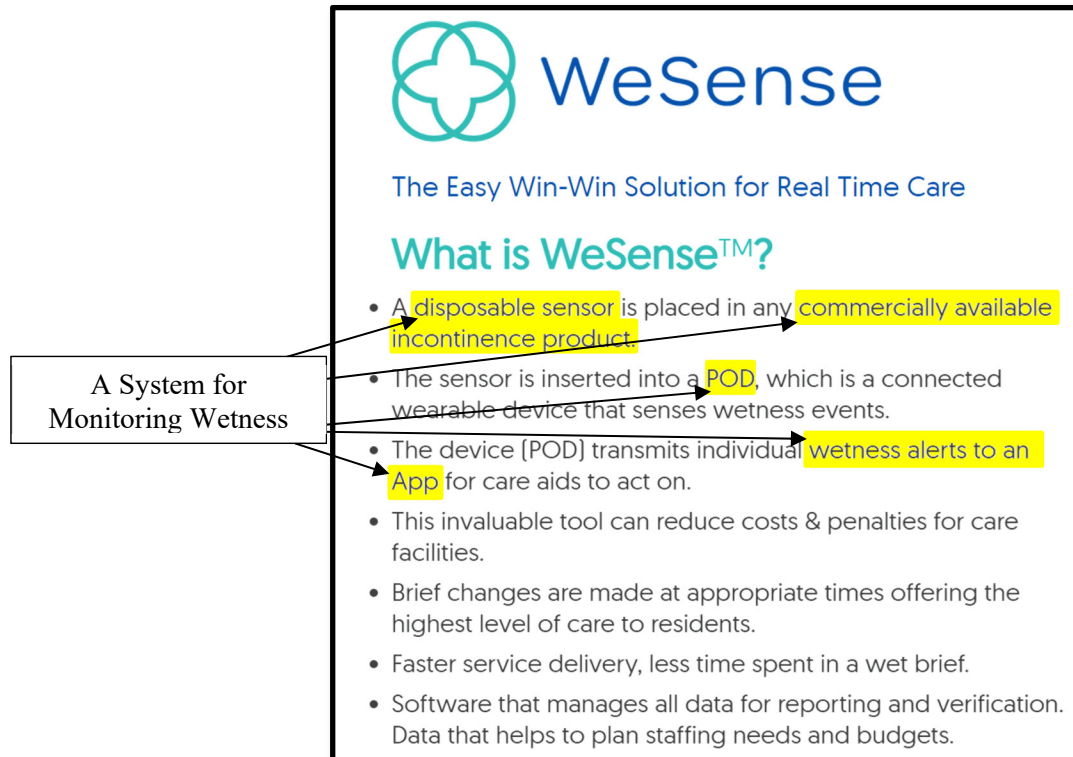 WeSense
The Easy Win-Win Solution for Real Time Care
What is WeSense™?
• A disposable sensor is placed in any commercially available
incontinence product.
• The sensor is inserted into a POD, which is a connected
wearable device that senses wetness events.
• The device (POD) transmits individual wetness alerts to an
App for care aids to act on.
• This invaluable tool can reduce costs & penalties for care
facilities.
• Brief changes are made at appropriate times offering the
highest level of care to residents.
• Faster service delivery, less time spent in a wet brief.
• Software that manages all data for reporting and verification.
Data that helps to plan staffing needs and budgets.
A System for
Monitoring Wetness